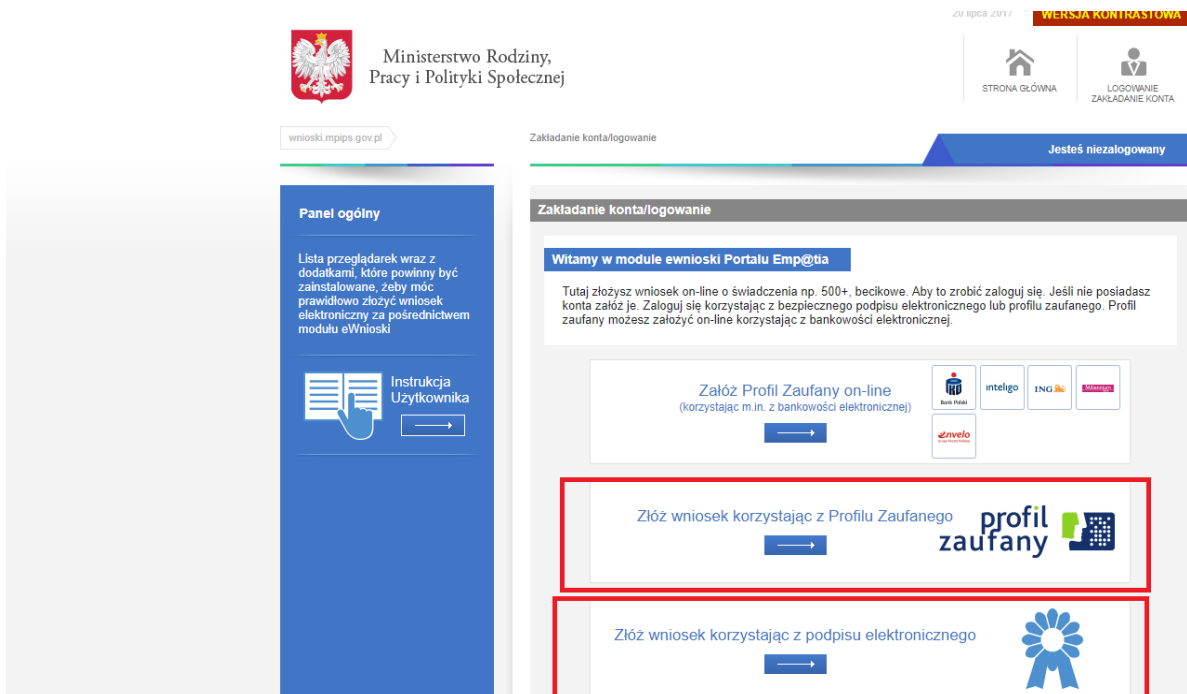 20 lipca 2017
WERSJA KONTRASTOWA
Ministerstwo Rodziny,
Pracy i Polityki Społecznej
STRONA GŁÓWNA
LOGOWANIE
ZAKŁADANIE KONTA
wnioski.mpips.gov.pl
Zakładanie konta/logowanie
Jesteś niezalogowany
Panel ogólny
Lista przeglądarek wraz z
dodatkami, które powinny być
zainstalowane, żeby móc
prawidłowo złożyć wniosek
elektroniczny za pośrednictwem
modułu eWnioski
Instrukcja
Użytkownika
Zakładanie konta/logowanie
Witamy w module ewnioski Portalu Emp@tia
Tutaj złożysz wniosek on-line o świadczenia np. 500+, becikowe. Aby to zrobić zaloguj się. Jeśli nie posiadasz
konta załóż je. Zaloguj się korzystając z bezpiecznego podpisu elektronicznego lub profilu zaufanego. Profil
zaufany możesz założyć on-line korzystając z bankowości elektronicznej.
Załóż Profil Zaufany on-line
(korzystając m.in. z bankowości elektronicznej)
Bank Polski
inteligo
ING
Millennium
envelo
Złóż wniosek korzystając z Profilu Zaufanego
profil
zaufany
Złóż wniosek korzystając z podpisu elektronicznego